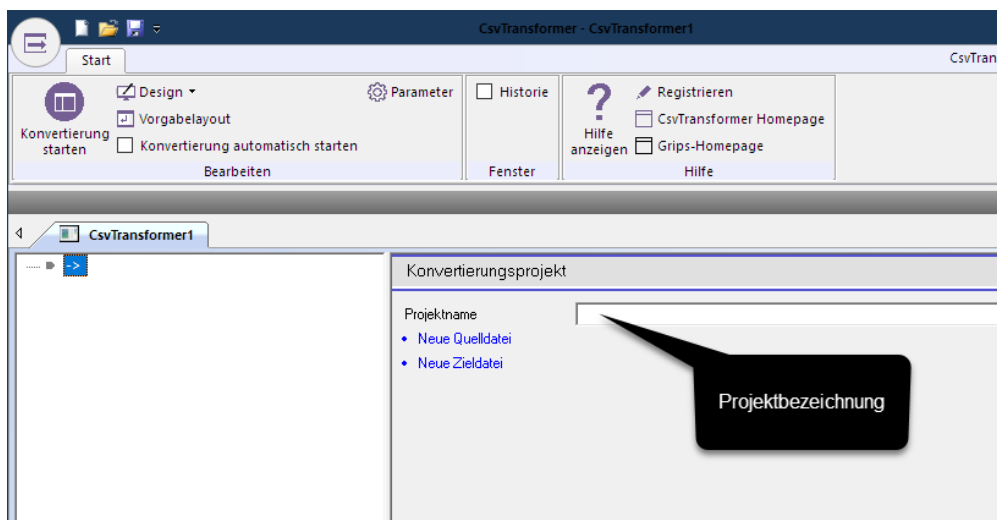 CsvTransformer - CsvTransformer1
Start
CsvTran
Konvertierung
starten
Design
Vorgabelayout
Konvertierung automatisch starten
Parameter
Bearbeiten
Historie
Fenster
Hilfe
anzeigen
Registrieren
CsvTransformer Homepage
Grips-Homepage
Hilfe
CsvTransformer1
->
Konvertierungsprojekt
Projektname
• Neue Quelldatei
• Neue Zieldatei
Projektbezeichnung